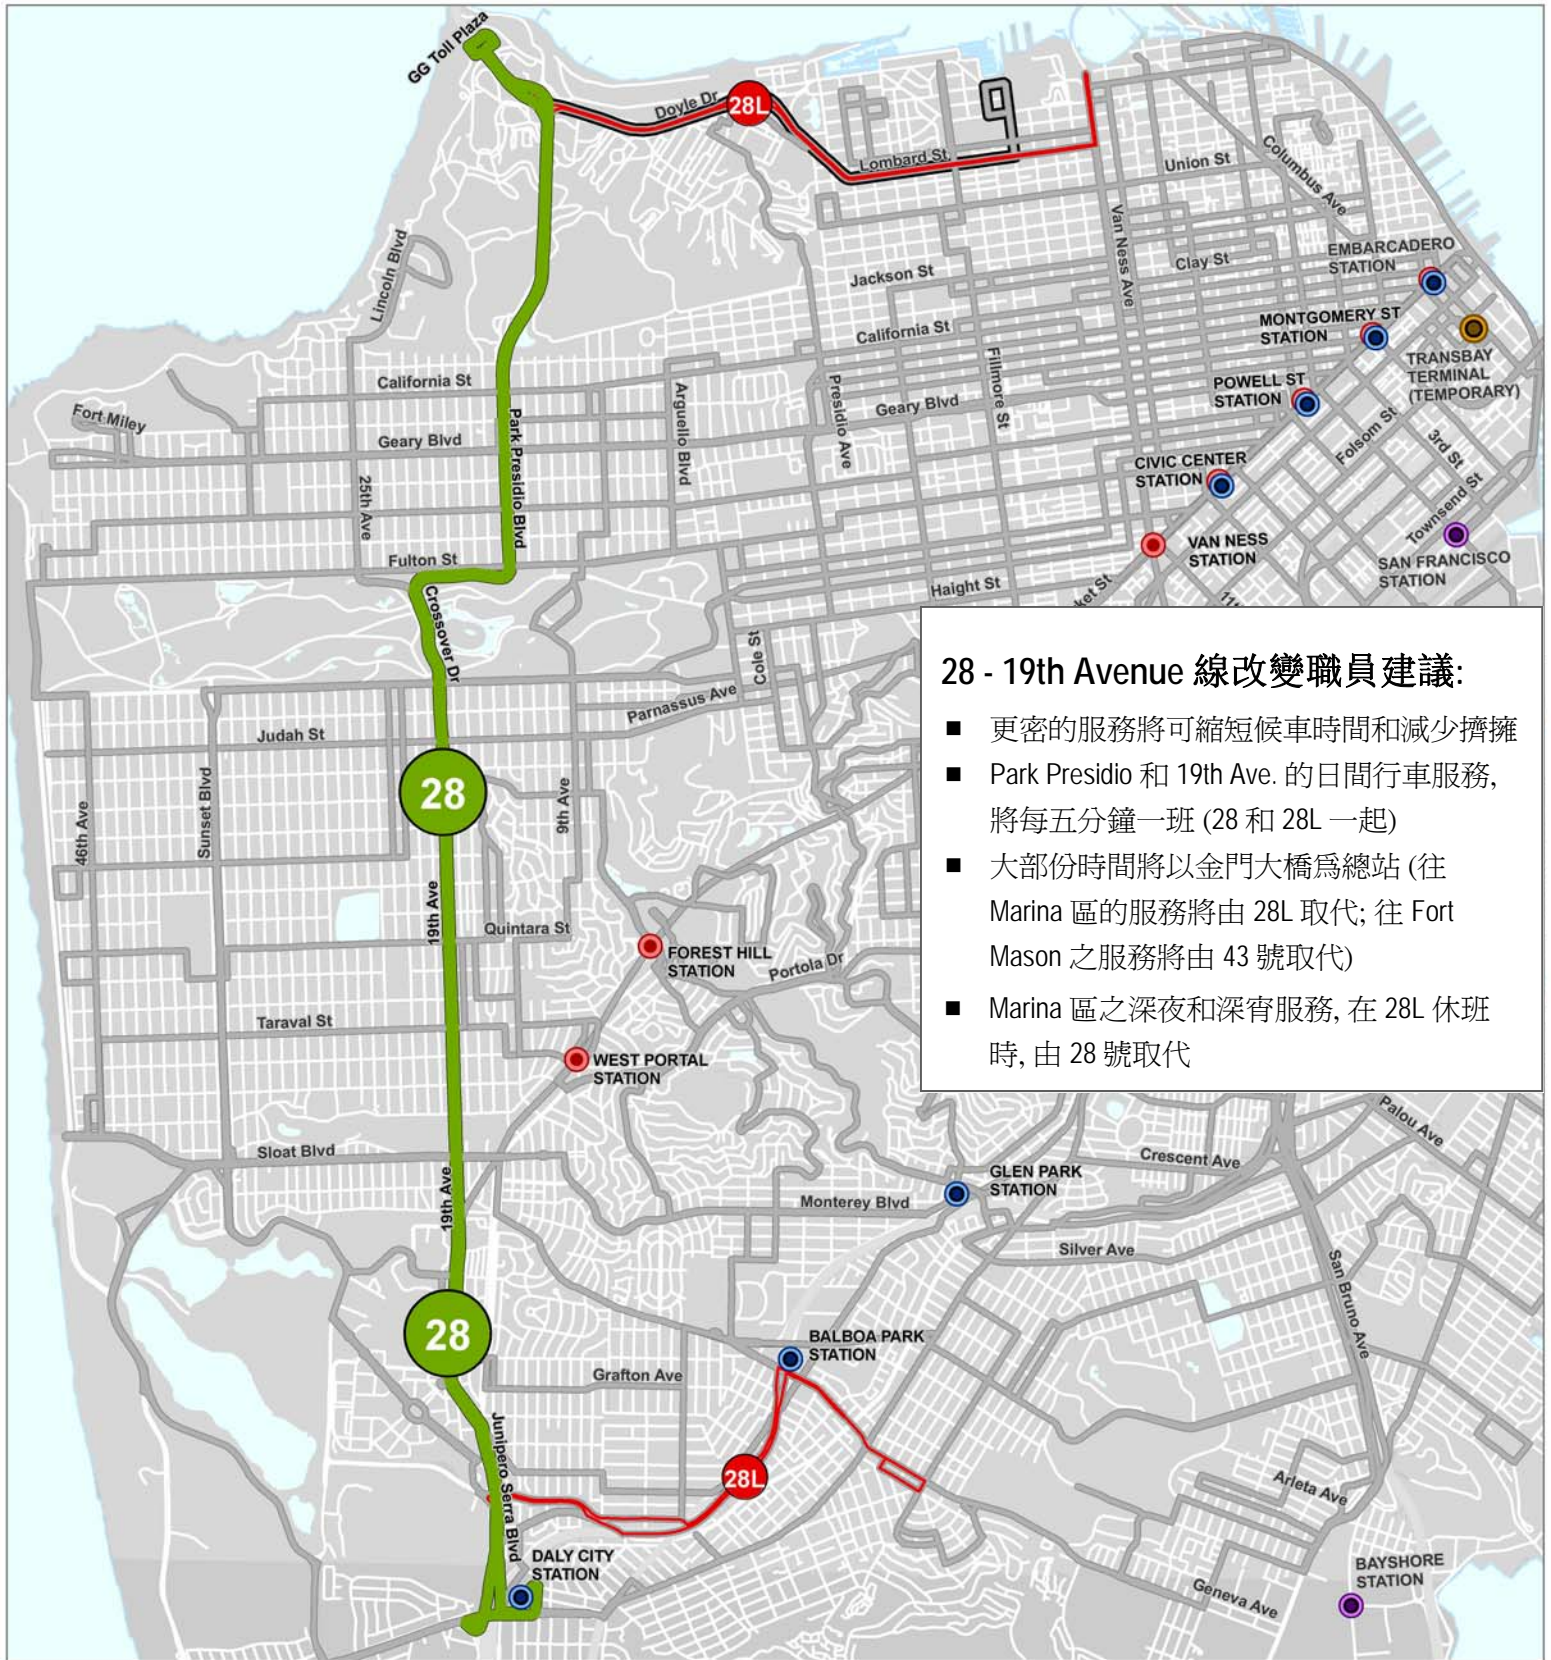 GG Toll Plaza
Doyle Dr
28L
Lombard St
Union St
Columbus Ave
Van Ness Ave
Lincoln Blvd
Jackson St
Clay St
EMBARCADERO
STATION
California St
MONTGOMERY ST
STATION
TRANSBAY
TERMINAL
(TEMPORARY)
California St
Fort Miley
Geary Blvd
Park Presidio Blvd
Arguello Blvd
Presidio Ave
Geary Blvd
Fillmore St
POWELL ST
STATION
Folsom St
3rd St
25th Ave
CIVIC CENTER
STATION
Townsend St
VAN NESS
STATION
SAN FRANCISCO
STATION
Fulton St
Haight St
ket St
11t
Crossover Dr
Cole St
Parnassus Ave
Judah St
28 - 19th Avenue 線改變職員建議:
■ 更密的服務將可縮短候車時間和減少擠擁
■ Park Presidio 和 19th Ave. 的日間行車服務,
將每五分鐘一班 (28 和 28L 一起)
■ 大部份時間將以金門大橋爲總站 (往
Marina 區的服務將由 28L 取代; 往 Fort
Mason 之服務將由 43 號取代)
■ Marina 區之深夜和深宵服務, 在 28L 休班
時, 由 28 號取代
28
46th Ave
Sunset Blvd
9th Ave
19th Ave
Quintara St
FOREST HILL
STATION
Portola Dr
Taraval St
WEST PORTAL
STATION
Palou Ave
Sloat Blvd
Crescent Ave
GLEN PARK
STATION
19th Ave
Monterey Blvd
Silver Ave
San Bruno Ave
28
BALBOA PARK
STATION
Grafton Ave
Junipero Serra Blvd
28L
Arleta Ave
DALY CITY
STATION
BAYSHORE
STATION
Geneva Ave